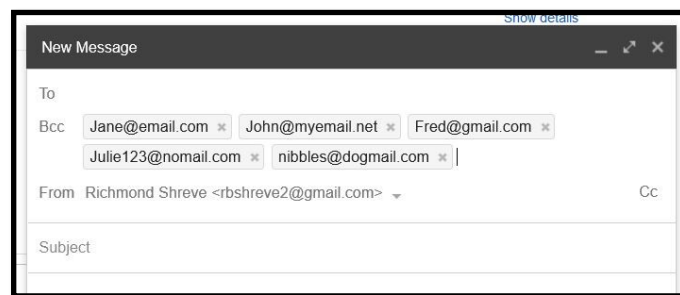 Show details
New Message
To
Bcc Jane@email.com × John@myemail.net × Fred@gmail.com ×
Julie123@nomail.com × nibbles@dogmail.com ×
From Richmond Shreve <rbshreve2@gmail.com> Cc
Subject